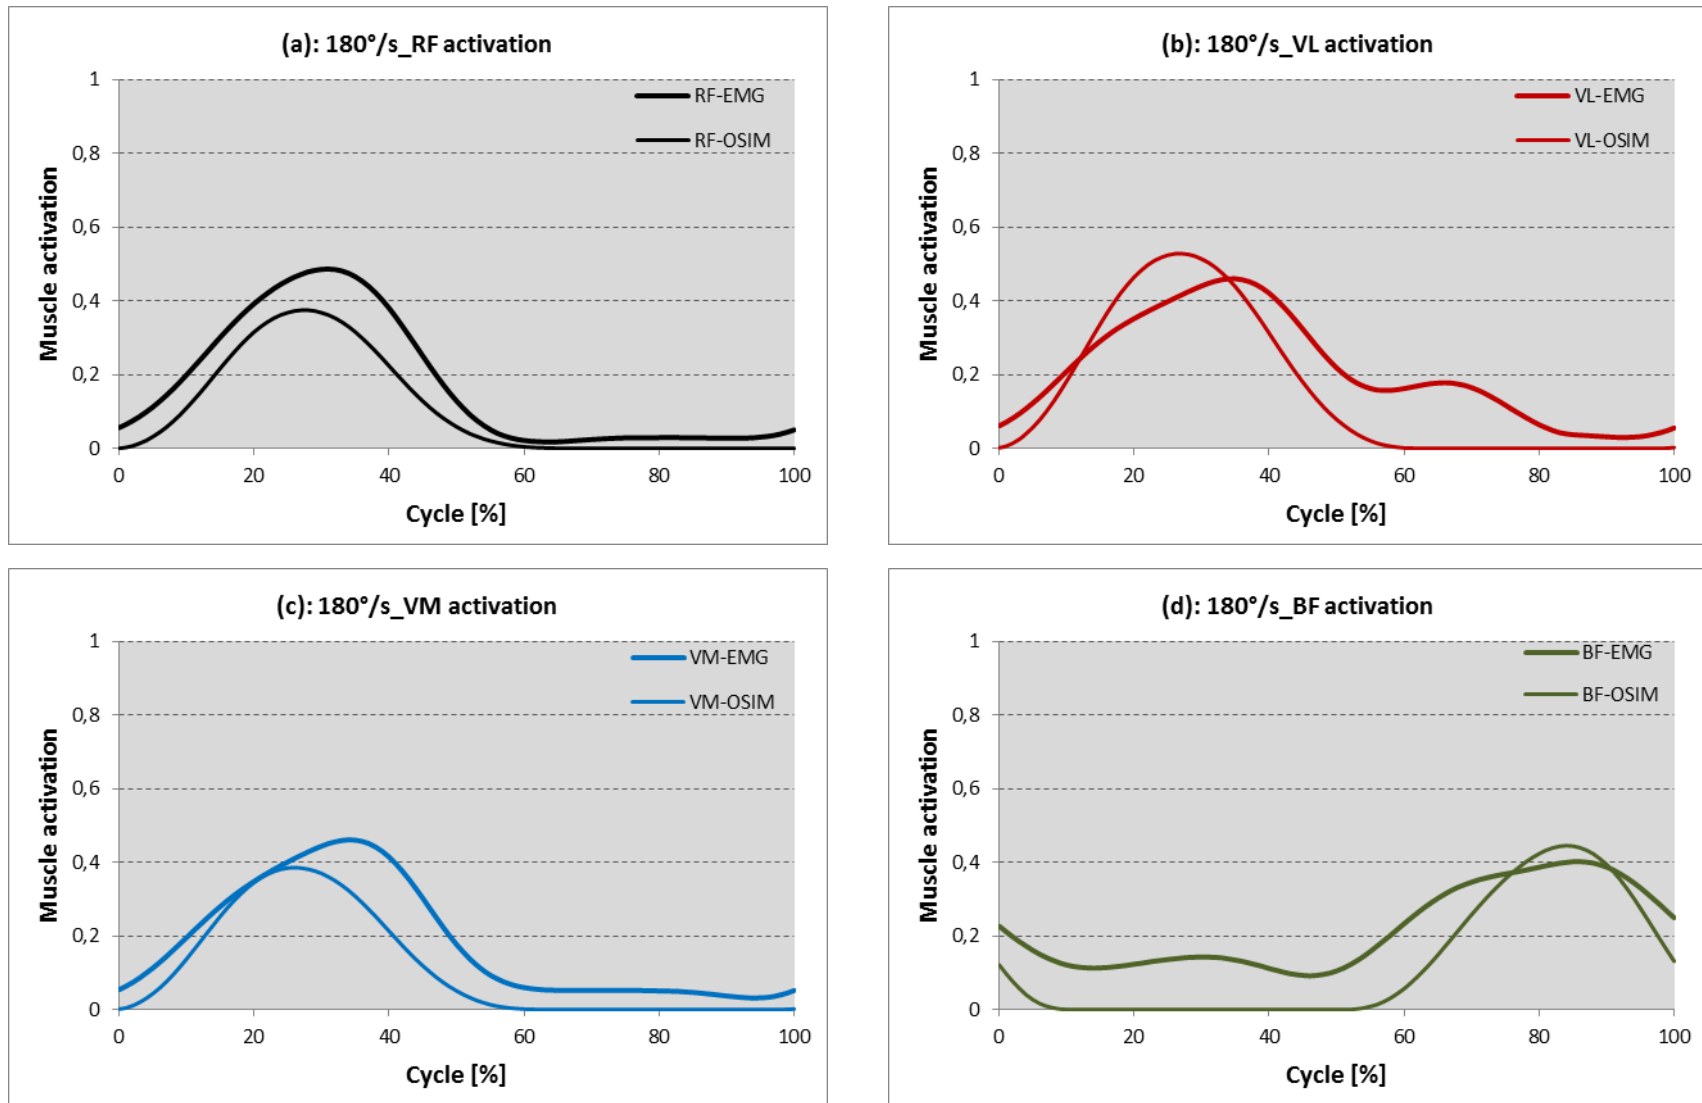 (a): 180°/s_RF activation
1
0,8
0,6
0,4
0,2
0
Muscle activation
RF-EMG
RF-OSIM
0 20 40 60 80 100
Cycle [%]
(b): 180°/s_VL activation
1
0,8
0,6
0,4
0,2
0
Muscle activation
VL-EMG
VL-OSIM
0 20 40 60 80 100
Cycle [%]
(c): 180°/s_VM activation
1
0,8
0,6
0,4
0,2
0
Muscle activation
VM-EMG
VM-OSIM
0 20 40 60 80 100
Cycle [%]
(d): 180°/s_BF activation
1
0,8
0,6
0,4
0,2
0
Muscle activation
BF-EMG
BF-OSIM
0 20 40 60 80 100
Cycle [%]